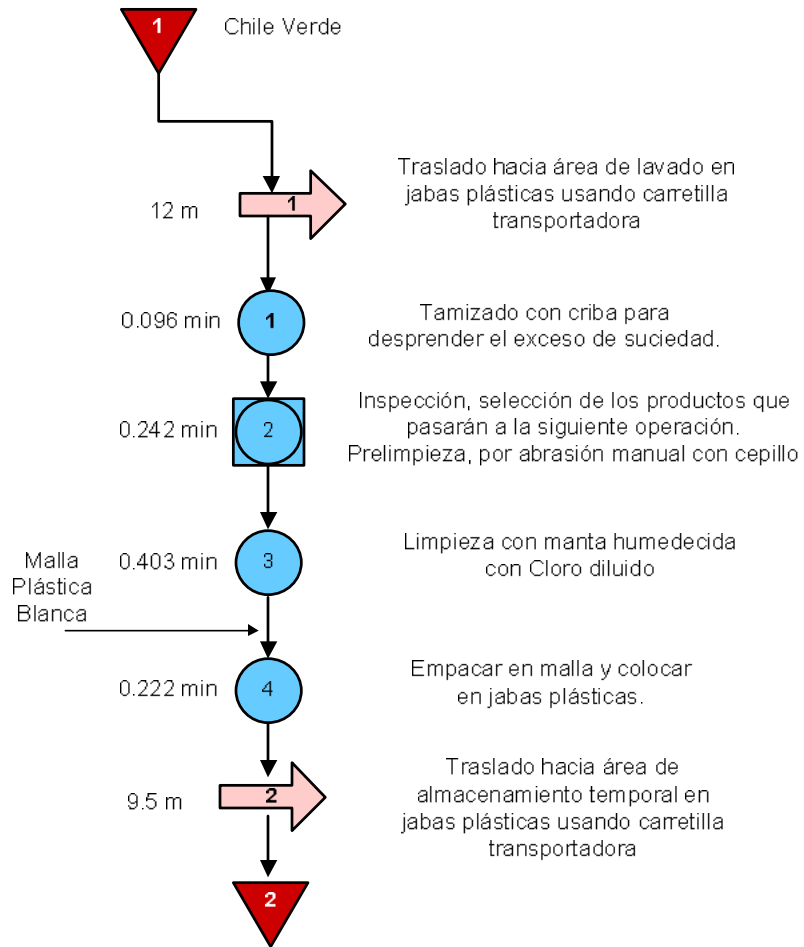 1
Chile Verde
Traslado hacia área de lavado en
jabas plásticas usando carretilla
transportadora
12 m
1
0.096 min
1
Tamizado con criba para
desprender el exceso de suciedad.
0.242 min
2
Inspección, selección de los productos que
pasarán a la siguiente operación.
Prelimpieza, por abrasión manual con cepillo
Malla
Plástica
Blanca
0.403 min
3
Limpieza con manta humedecida
con Cloro diluido
0.222 min
4
Empacar en malla y colocar
en jabas plásticas.
9.5 m
2
Traslado hacia área de
almacenamiento temporal en
jabas plásticas usando carretilla
transportadora
2